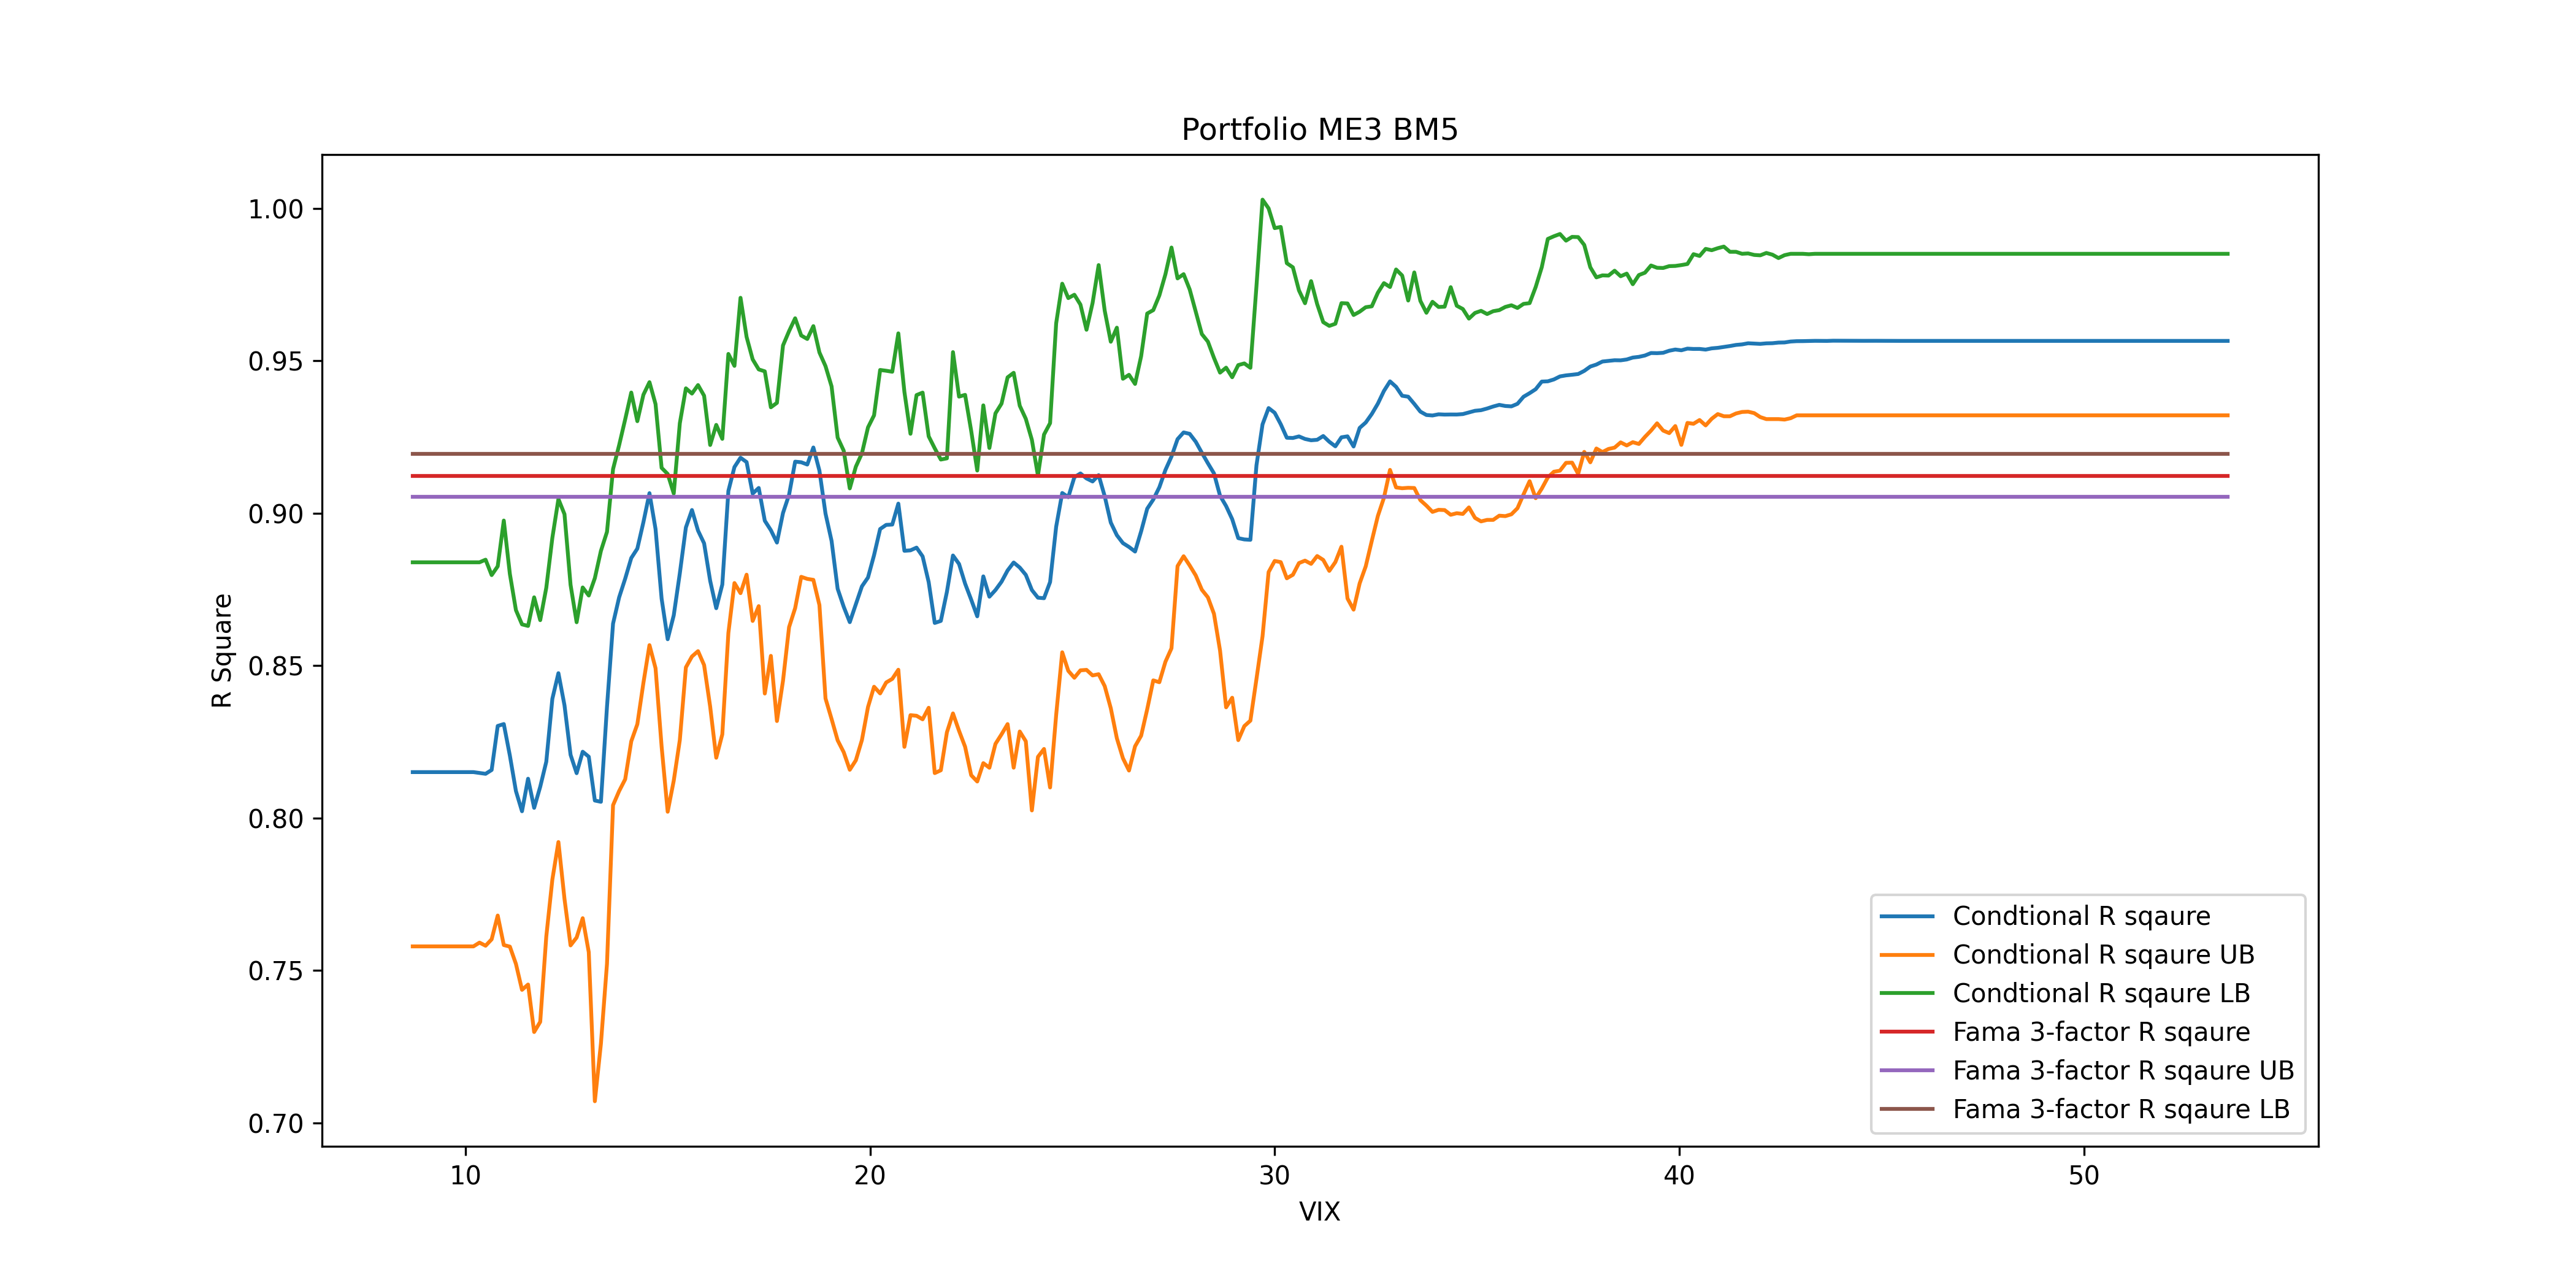 Portfolio ME3 BM5
1.00
0.95
0.90
0.85
0.80
0.75
0.70
R Square
10
20
30
40
50
VIX
Condtional R sqaure
Condtional R sqaure UB
Condtional R sqaure LB
Fama 3-factor R sqaure
Fama 3-factor R sqaure UB
Fama 3-factor R sqaure LB